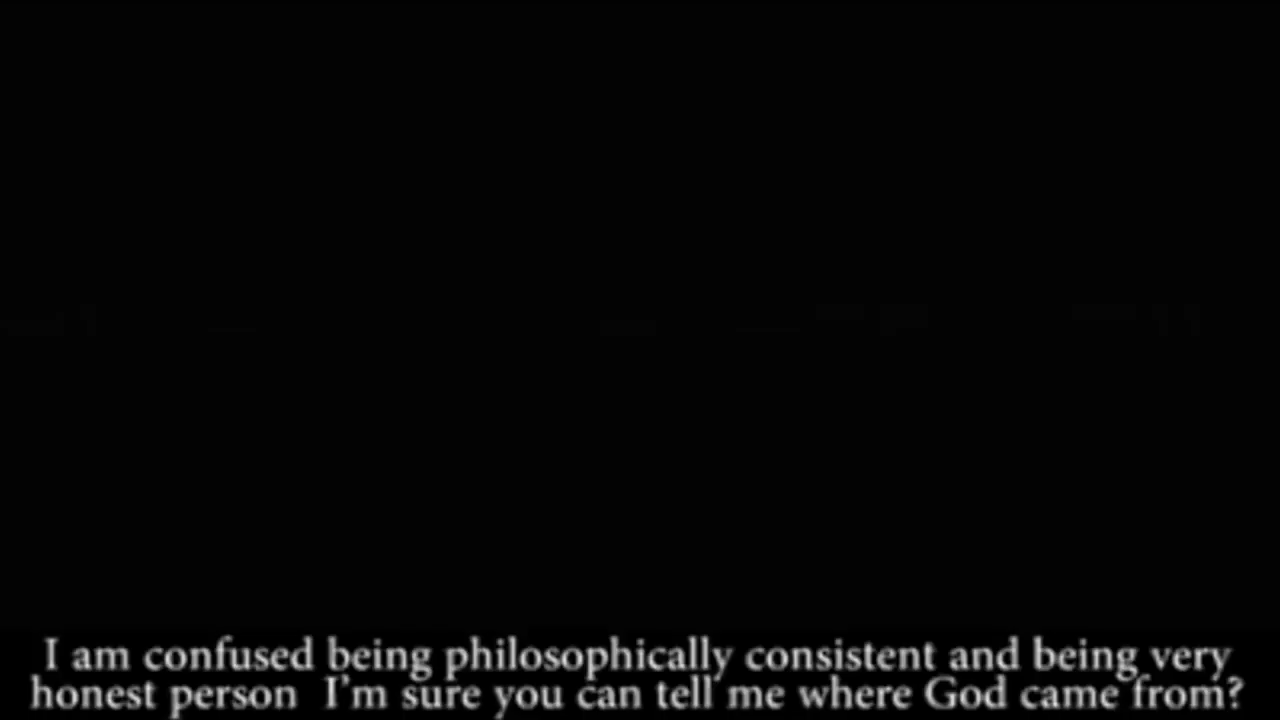 I am confused being philosophically consistent and being very
honest person I'm sure you can tell me where God came from?